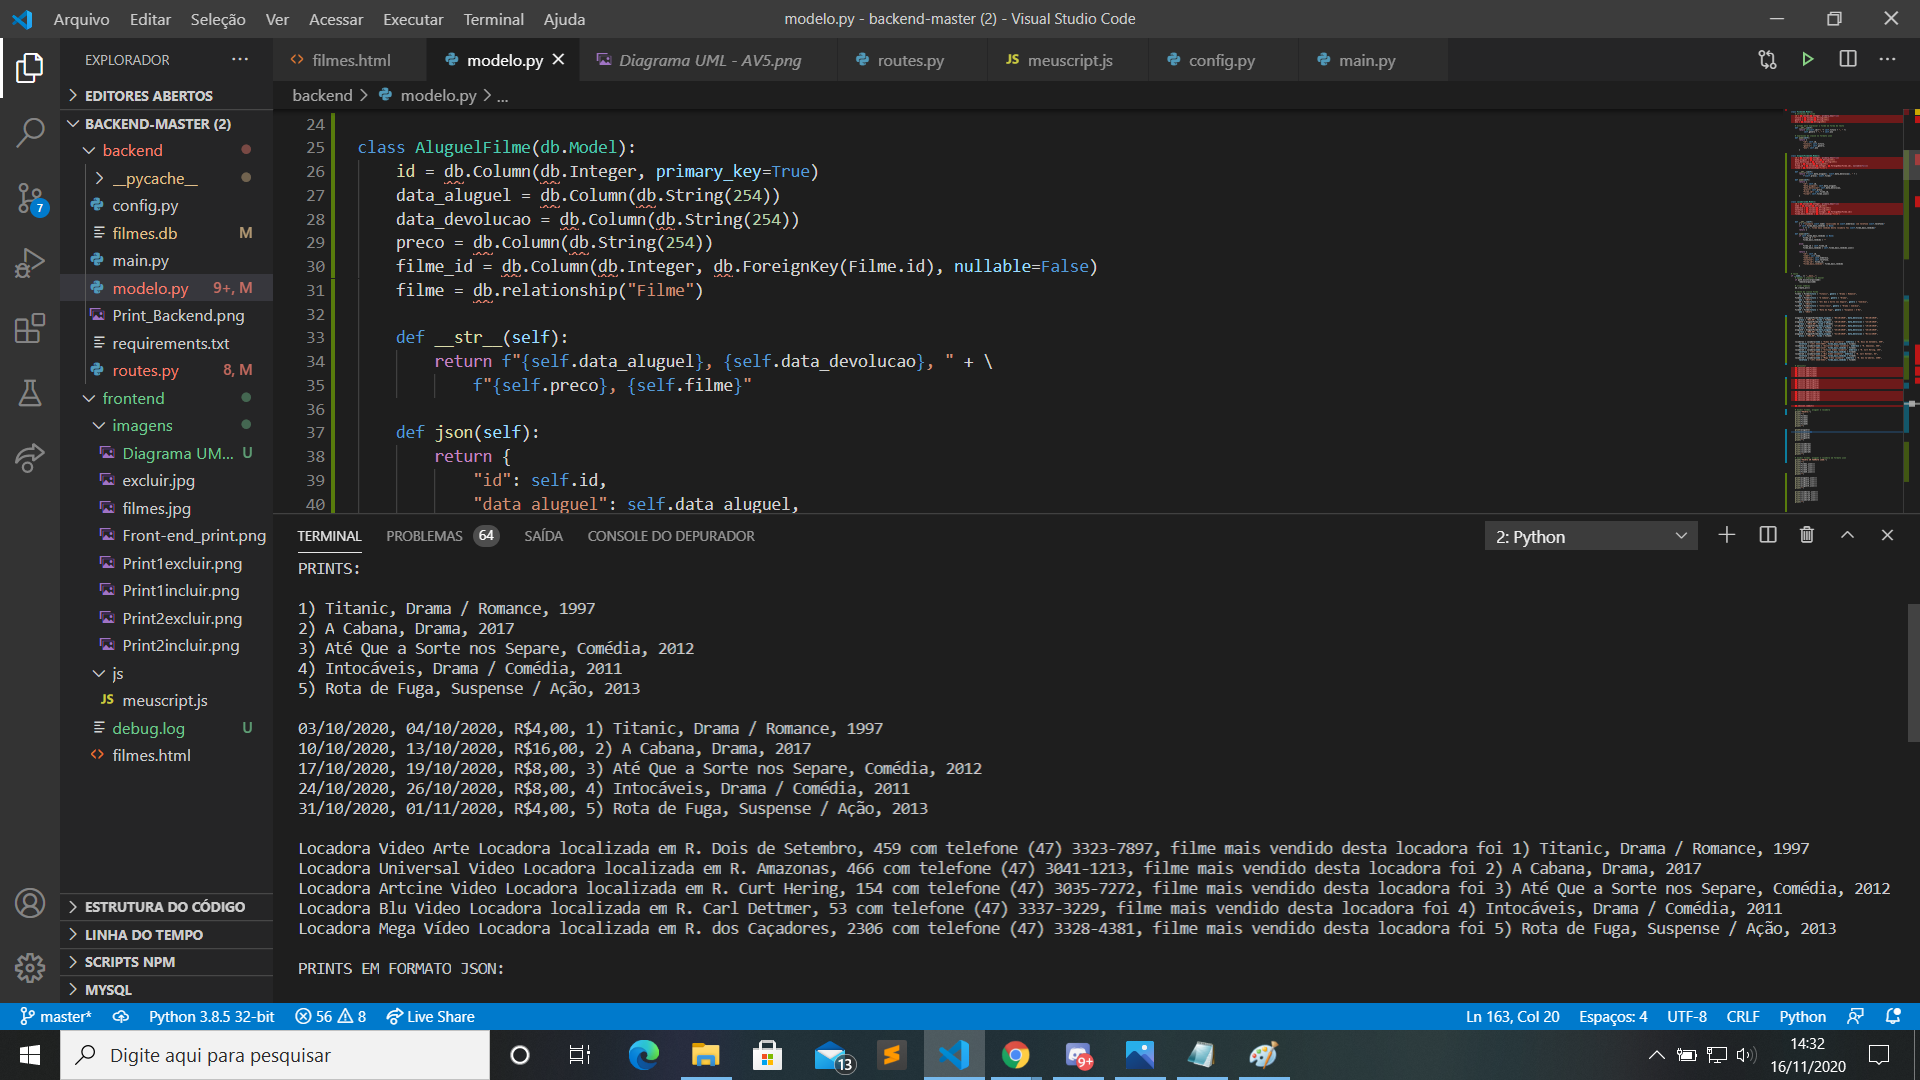 Arquivo Editar Seleção Ver Acessar Executar Terminal Ajuda
modelo.py - backend-master (2) - Visual Studio Code
EXPLORADOR
filmes.html modelo.py Diagrama UML - AV5.png routes.py JS meuscript.js config.py main.py
EDITORES ABERTOS
BACKEND-MASTER (2)
backend
__pycache__
config.py
filmes.db M
main.py
modelo.py 9+, M
Print_Backend.png
requirements.txt
routes.py 8, M
frontend
imagens
Diagrama UM... U
excluir.jpg
filmes.jpg
Front-end_print.png
Print1excluir.png
Print1incluir.png
Print2excluir.png
Print2incluir.png
js
JS meuscript.js
debug.log U
filmes.html
ESTRUTURA DO CÓDIGO
LINHA DO TEMPO
SCRIPTS NPM
MYSQL
7
backend > modelo.py > ...
24
25 class AluguelFilme(db.Model):
26 id = db.Column(db.Integer, primary_key=True)
27 data_aluguel = db.Column(db.String(254))
28 data_devolucao = db.Column(db.String(254))
29 preco = db.Column(db.String(254))
30 filme_id = db.Column(db.Integer, db.ForeignKey(Filme.id), nullable=False)
31 filme = db.relationship("Filme")
32
33 def __str__(self):
34 return f"{self.data_aluguel}, {self.data_devolucao}, " + \
35 f"{self.preco}, {self.filme}"
36
37 def json(self):
38 return {
39 "id": self.id,
40 "data_aluguel": self.data_aluguel,
TERMINAL PROBLEMAS 64 SAÍDA CONSOLE DO DEPURADOR
2: Python
PRINTS:
1) Titanic, Drama / Romance, 1997
2) A Cabana, Drama, 2017
3) Até Que a Sorte nos Separe, Comédia, 2012
4) Intocáveis, Drama / Comédia, 2011
5) Rota de Fuga, Suspense / Ação, 2013
03/10/2020, 04/10/2020, R$4,00, 1) Titanic, Drama / Romance, 1997
10/10/2020, 13/10/2020, R$16,00, 2) A Cabana, Drama, 2017
17/10/2020, 19/10/2020, R$8,00, 3) Até Que a Sorte nos Separe, Comédia, 2012
24/10/2020, 26/10/2020, R$8,00, 4) Intocáveis, Drama / Comédia, 2011
31/10/2020, 01/11/2020, R$4,00, 5) Rota de Fuga, Suspense / Ação, 2013
Locadora Video Arte Locadora localizada em R. Dois de Setembro, 459 com telefone (47) 3323-7897, filme mais vendido desta locadora foi 1) Titanic, Drama / Romance, 1997
Locadora Universal Video Locadora localizada em R. Amazonas, 466 com telefone (47) 3041-1213, filme mais vendido desta locadora foi 2) A Cabana, Drama, 2017
Locadora Artcine Video Locadora localizada em R. Curt Hering, 154 com telefone (47) 3035-7272, filme mais vendido desta locadora foi 3) Até Que a Sorte nos Separe, Comédia, 2012
Locadora Blu Video Locadora localizada em R. Carl Dettmer, 53 com telefone (47) 3337-3229, filme mais vendido desta locadora foi 4) Intocáveis, Drama / Comédia, 2011
Locadora Mega Vídeo Locadora localizada em R. dos Caçadores, 2306 com telefone (47) 3328-4381, filme mais vendido desta locadora foi 5) Rota de Fuga, Suspense / Ação, 2013
PRINTS EM FORMATO JSON:
master* Python 3.8.5 32-bit 56 8 Live Share
Ln 163, Col 20 Espaços: 4 UTF-8 CRLF Python
Digite aqui para pesquisar
13
9+
14:32
16/11/2020